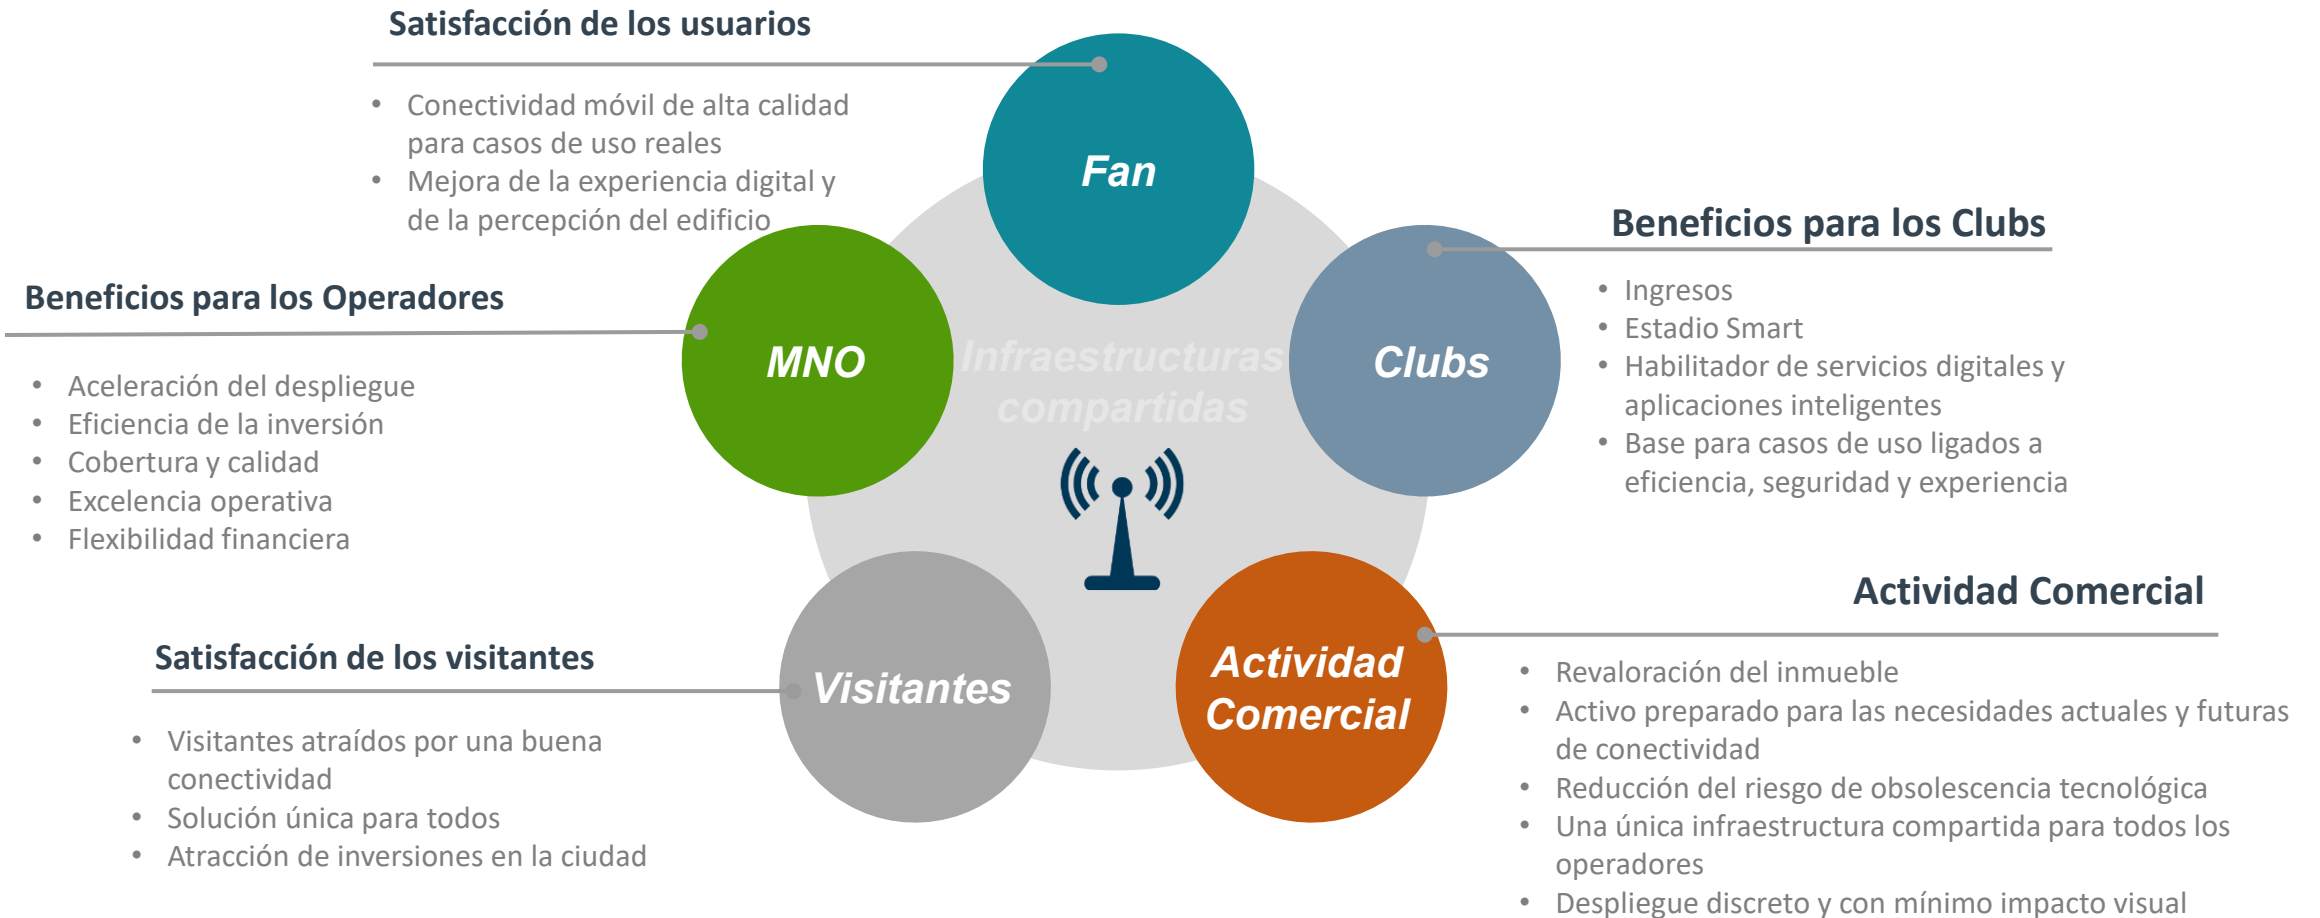 Satisfacción de los usuarios
• Conectividad móvil de alta calidad
para casos de uso reales
• Mejora de la experiencia digital y
de la percepción del edificio
Fan
Beneficios para los Clubs
• Ingresos
• Estadio Smart
• Habilitador de servicios digitales y
aplicaciones inteligentes
• Base para casos de uso ligados a
eficiencia, seguridad y experiencia
Beneficios para los Operadores
• Aceleración del despliegue
• Eficiencia de la inversión
• Cobertura y calidad
• Excelencia operativa
• Flexibilidad financiera
MNO
Infraestructuras
compartidas
Clubs
Satisfacción de los visitantes
• Visitantes atraídos por una buena
conectividad
• Solución única para todos
• Atracción de inversiones en la ciudad
Visitantes
Actividad
Comercial
Actividad Comercial
• Revaloración del inmueble
• Activo preparado para las necesidades actuales y futuras
de conectividad
• Reducción del riesgo de obsolescencia tecnológica
• Una única infraestructura compartida para todos los
operadores
• Despliegue discreto y con mínimo impacto visual